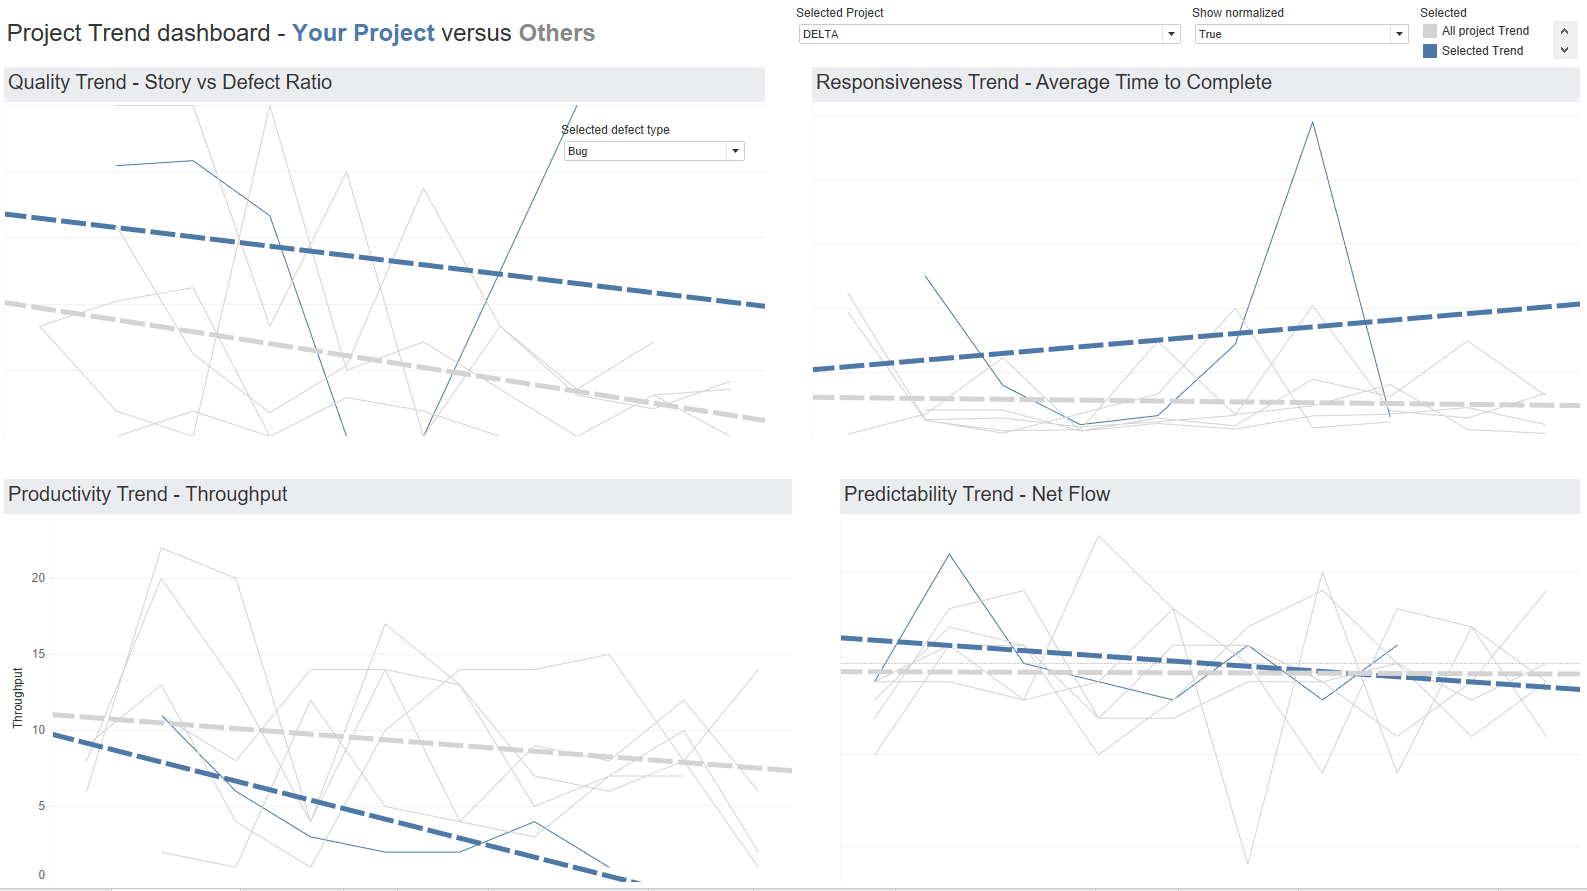 Project Trend dashboard - Your Project versus Others
Selected Project
DELTA
Show normalized
True
Selected
All project Trend
Selected Trend
Quality Trend - Story vs Defect Ratio
Selected defect type
Bug
Responsiveness Trend - Average Time to Complete
Productivity Trend - Throughput
20
15
10
5
0
Throughput
Predictability Trend - Net Flow